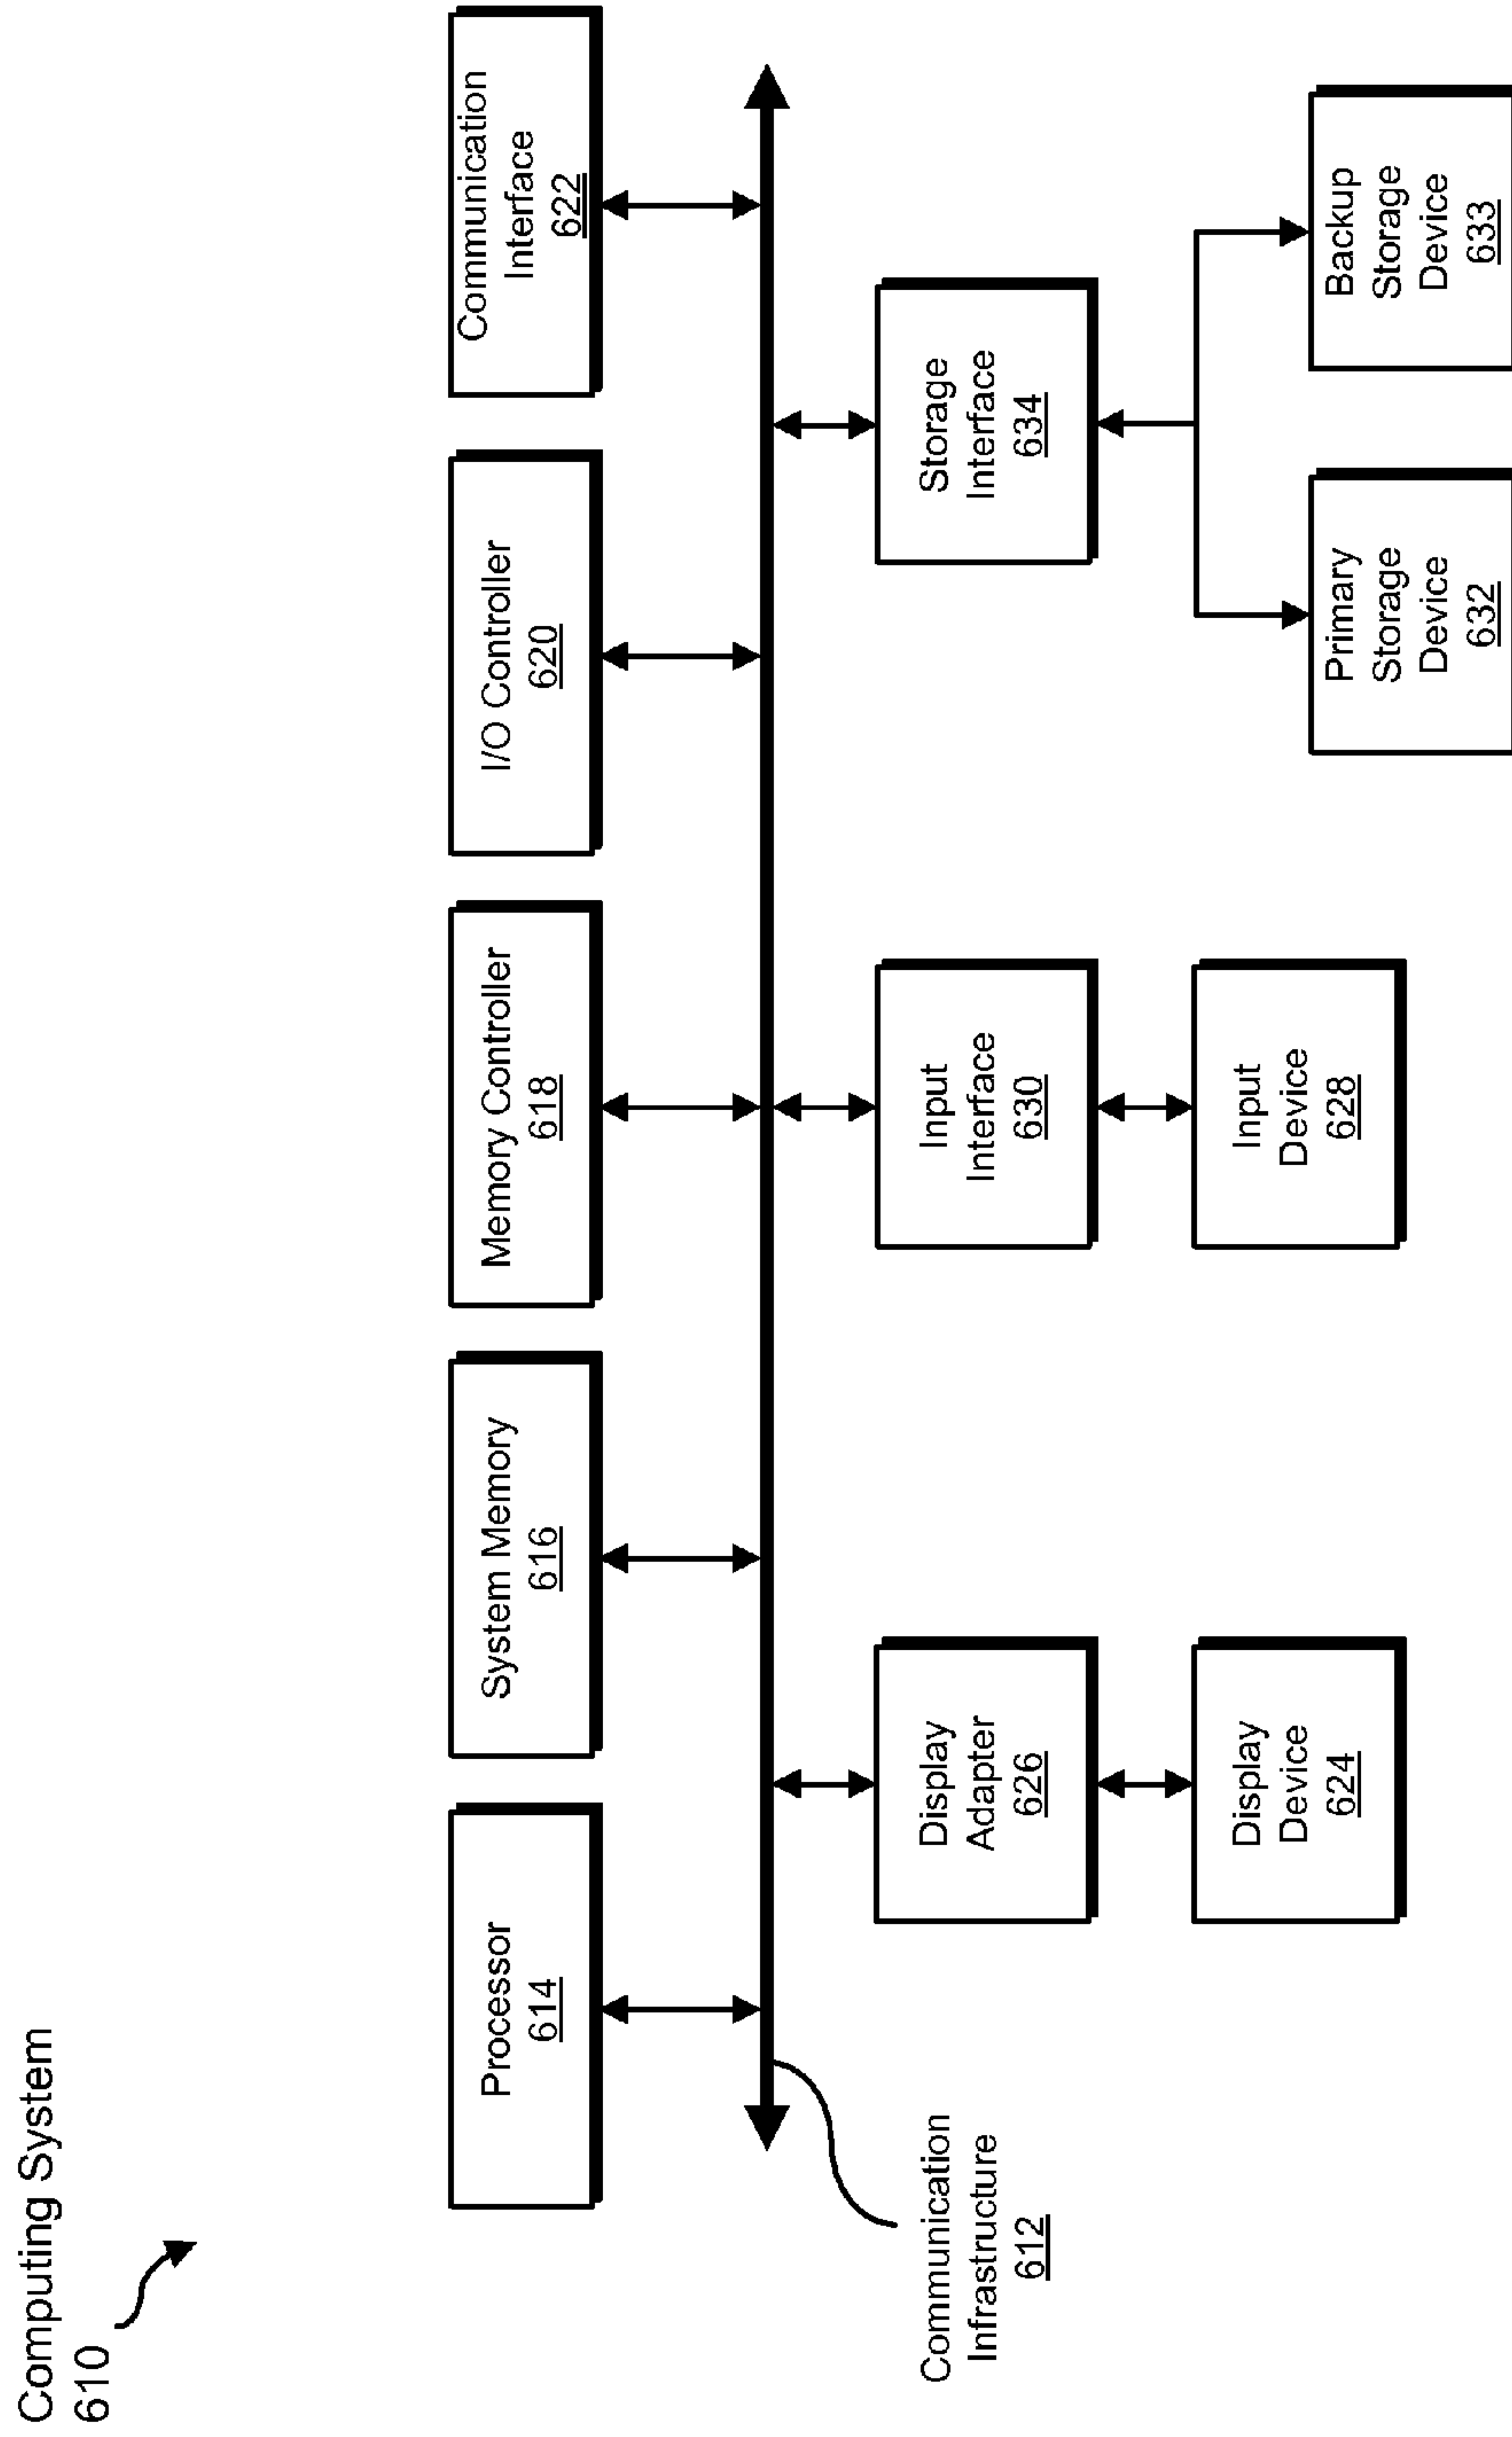 Computing System
610
Processor
614
System Memory
616
Memory Controller
618
I/O Controller
620
Communication
Interface
622
Communication
Infrastructure
612
Display
Adapter
626
Input
Interface
630
Storage
Interface
634
Display
Device
624
Input
Device
628
Primary
Storage
Device
632
Backup
Storage
Device
633